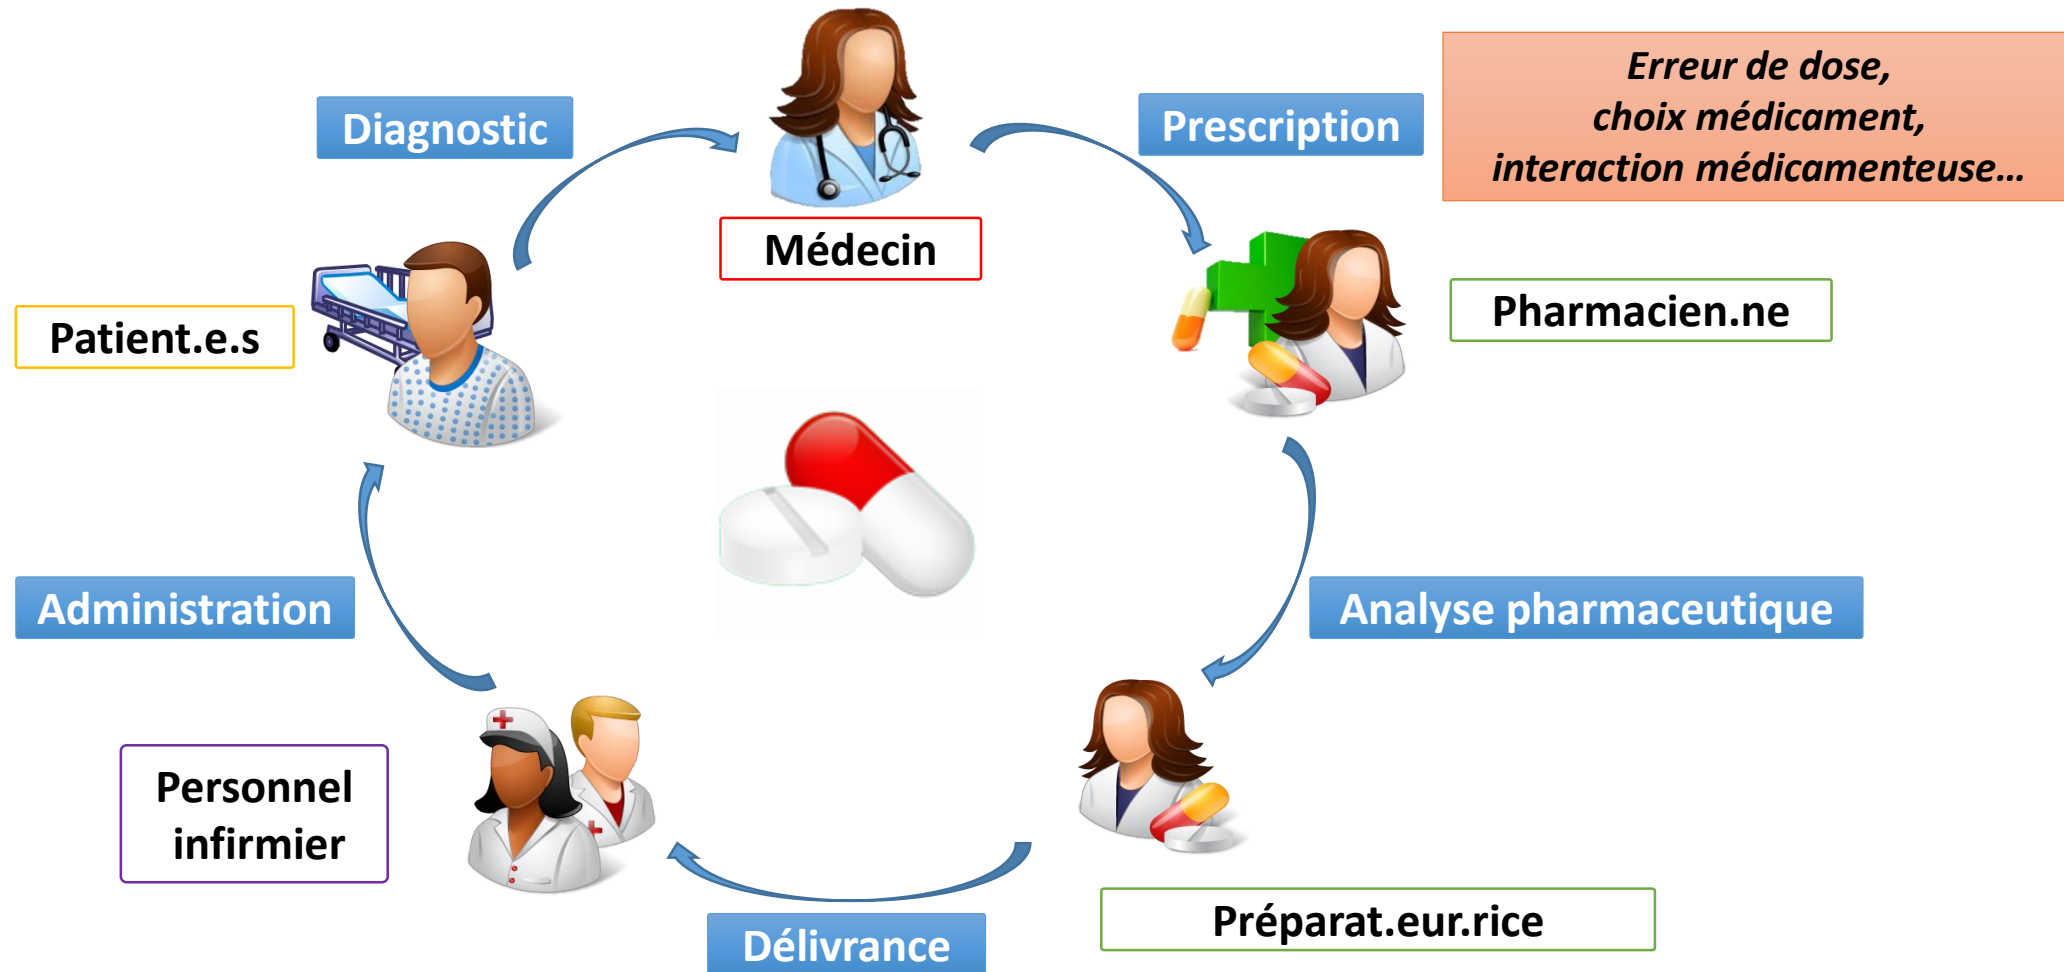 Diagnostic
Médecin
Prescription
Erreur de dose,
choix médicament,
interaction médicamenteuse…
Patient.e.s
Pharmacien.ne
Administration
Analyse pharmaceutique
Personnel
infirmier
Préparat.eur.rice
Délivrance